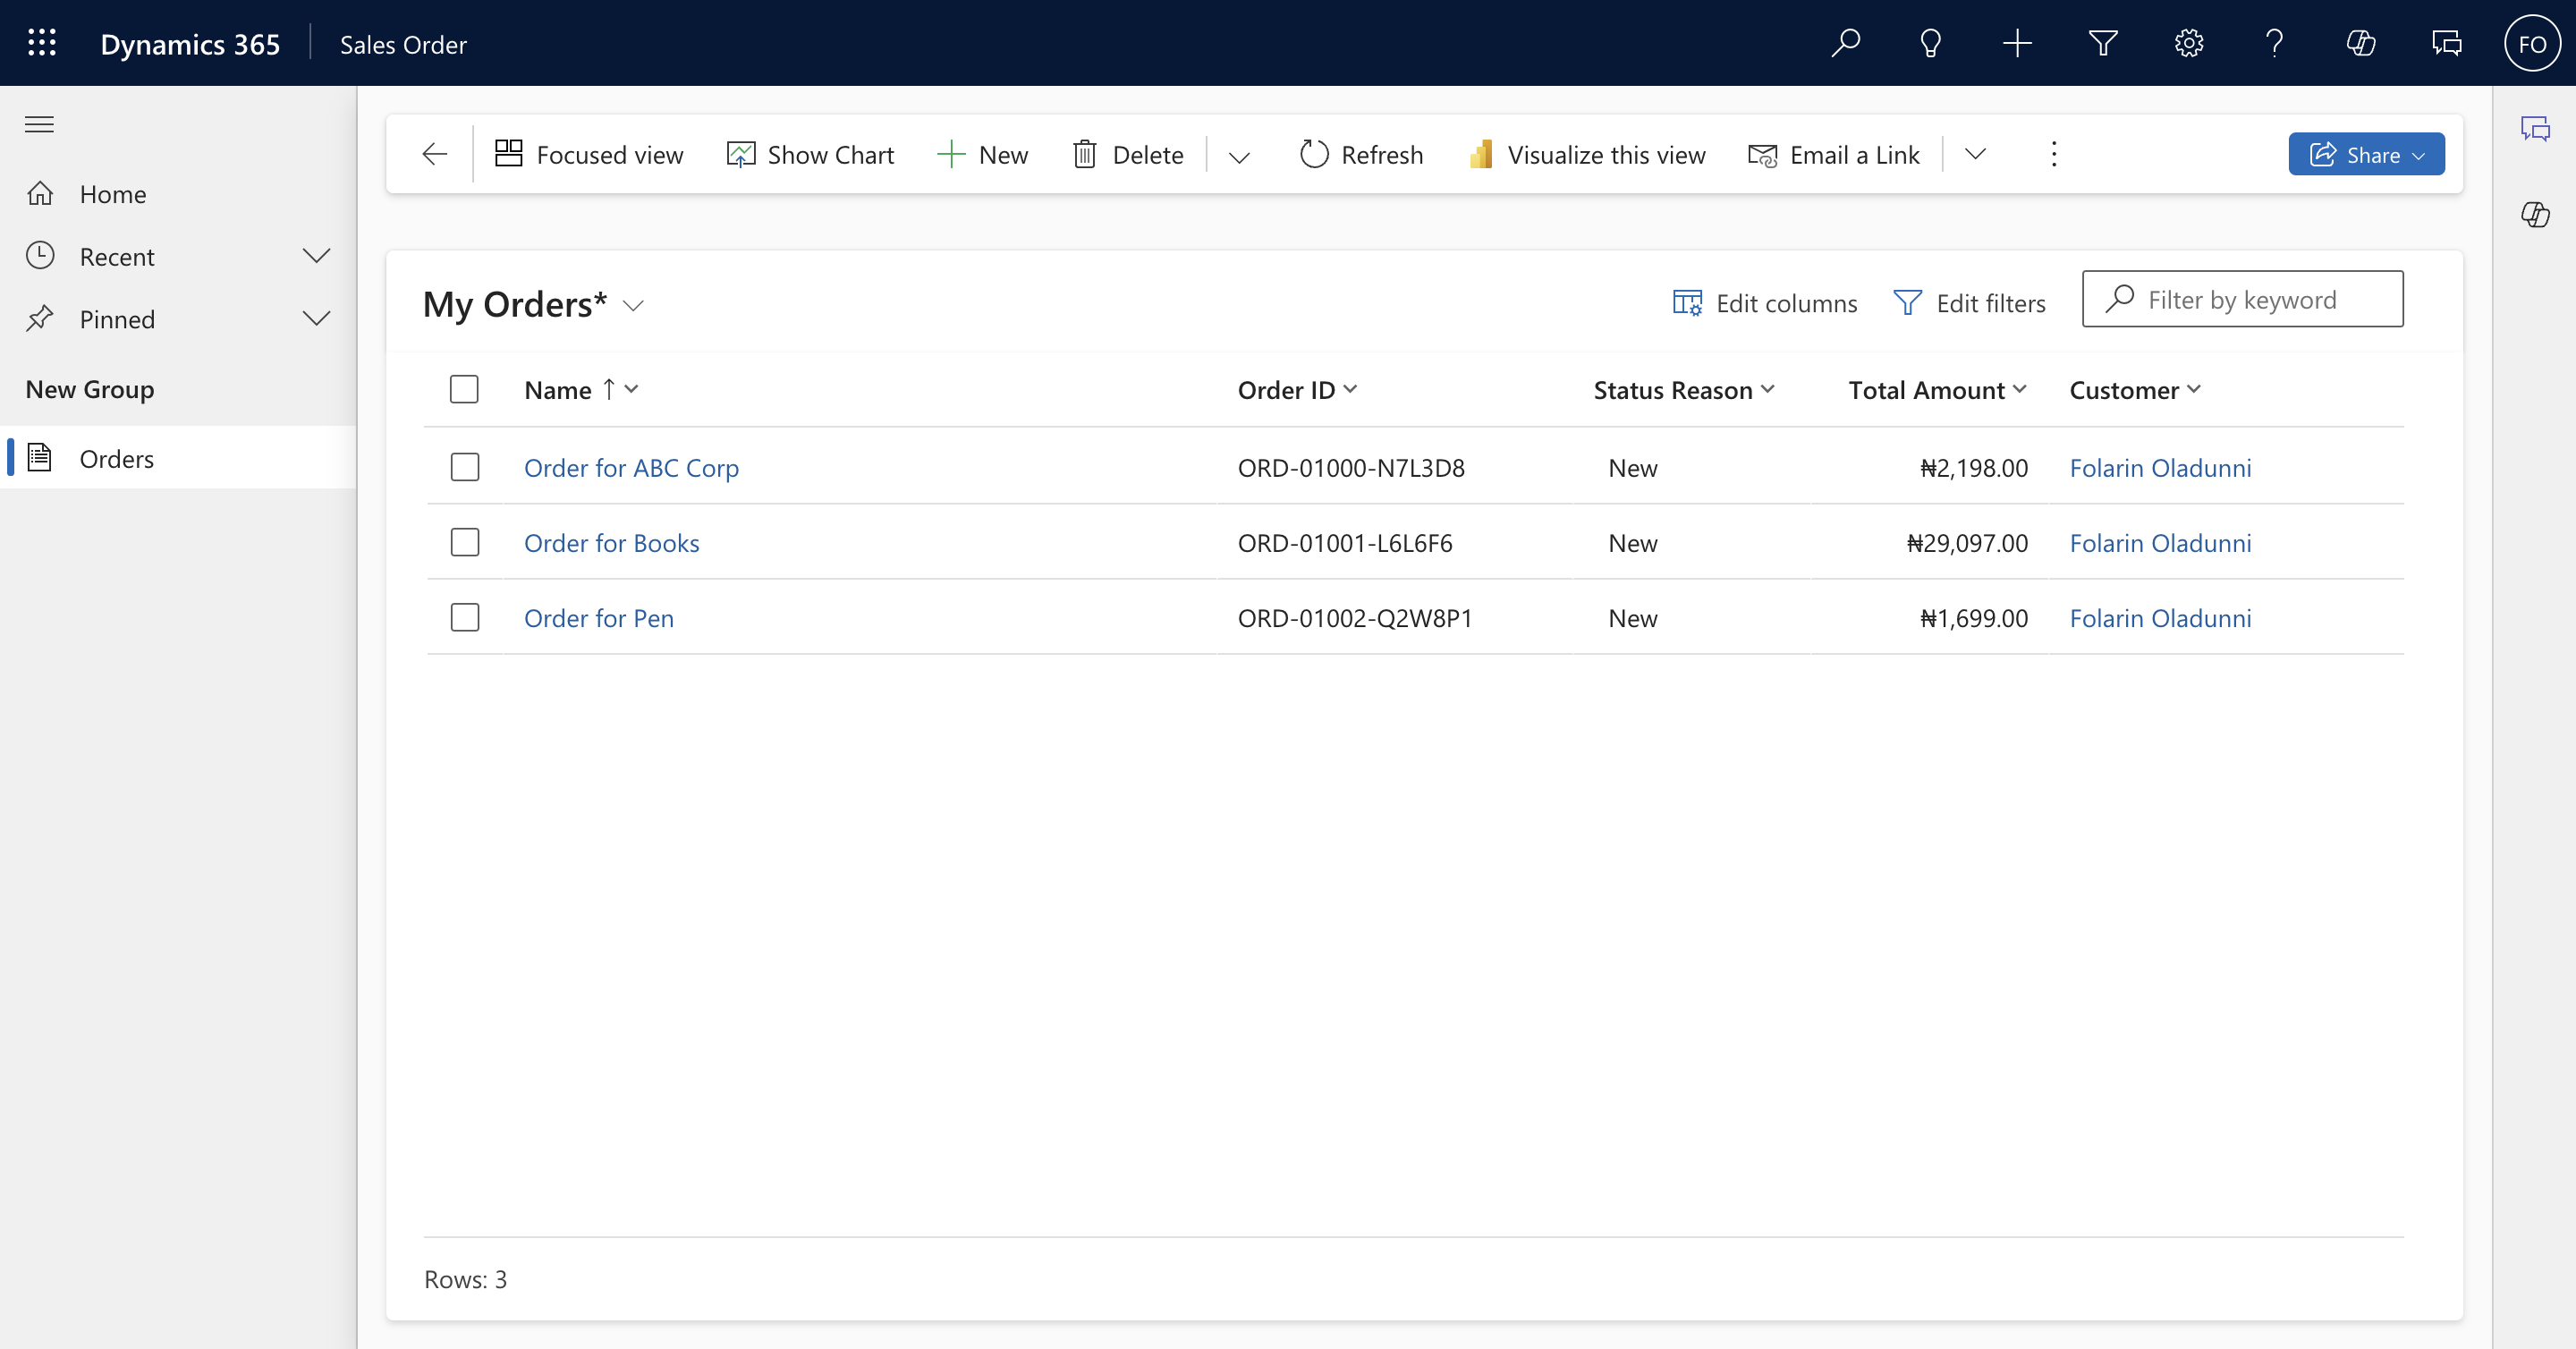 Dynamics 365 Sales Order FO
Focused view Show Chart New Delete Refresh Visualize this view Email a Link Share
Home
Recent
Pinned
New Group
Orders
My Orders* Edit columns Edit filters Filter by keyword
Name Order ID Status Reason Total Amount Customer
Order for ABC Corp ORD-01000-N7L3D8 New ₦2,198.00 Folarin Oladunni
Order for Books ORD-01001-L6L6F6 New ₦29,097.00 Folarin Oladunni
Order for Pen ORD-01002-Q2W8P1 New ₦1,699.00 Folarin Oladunni
Rows: 3